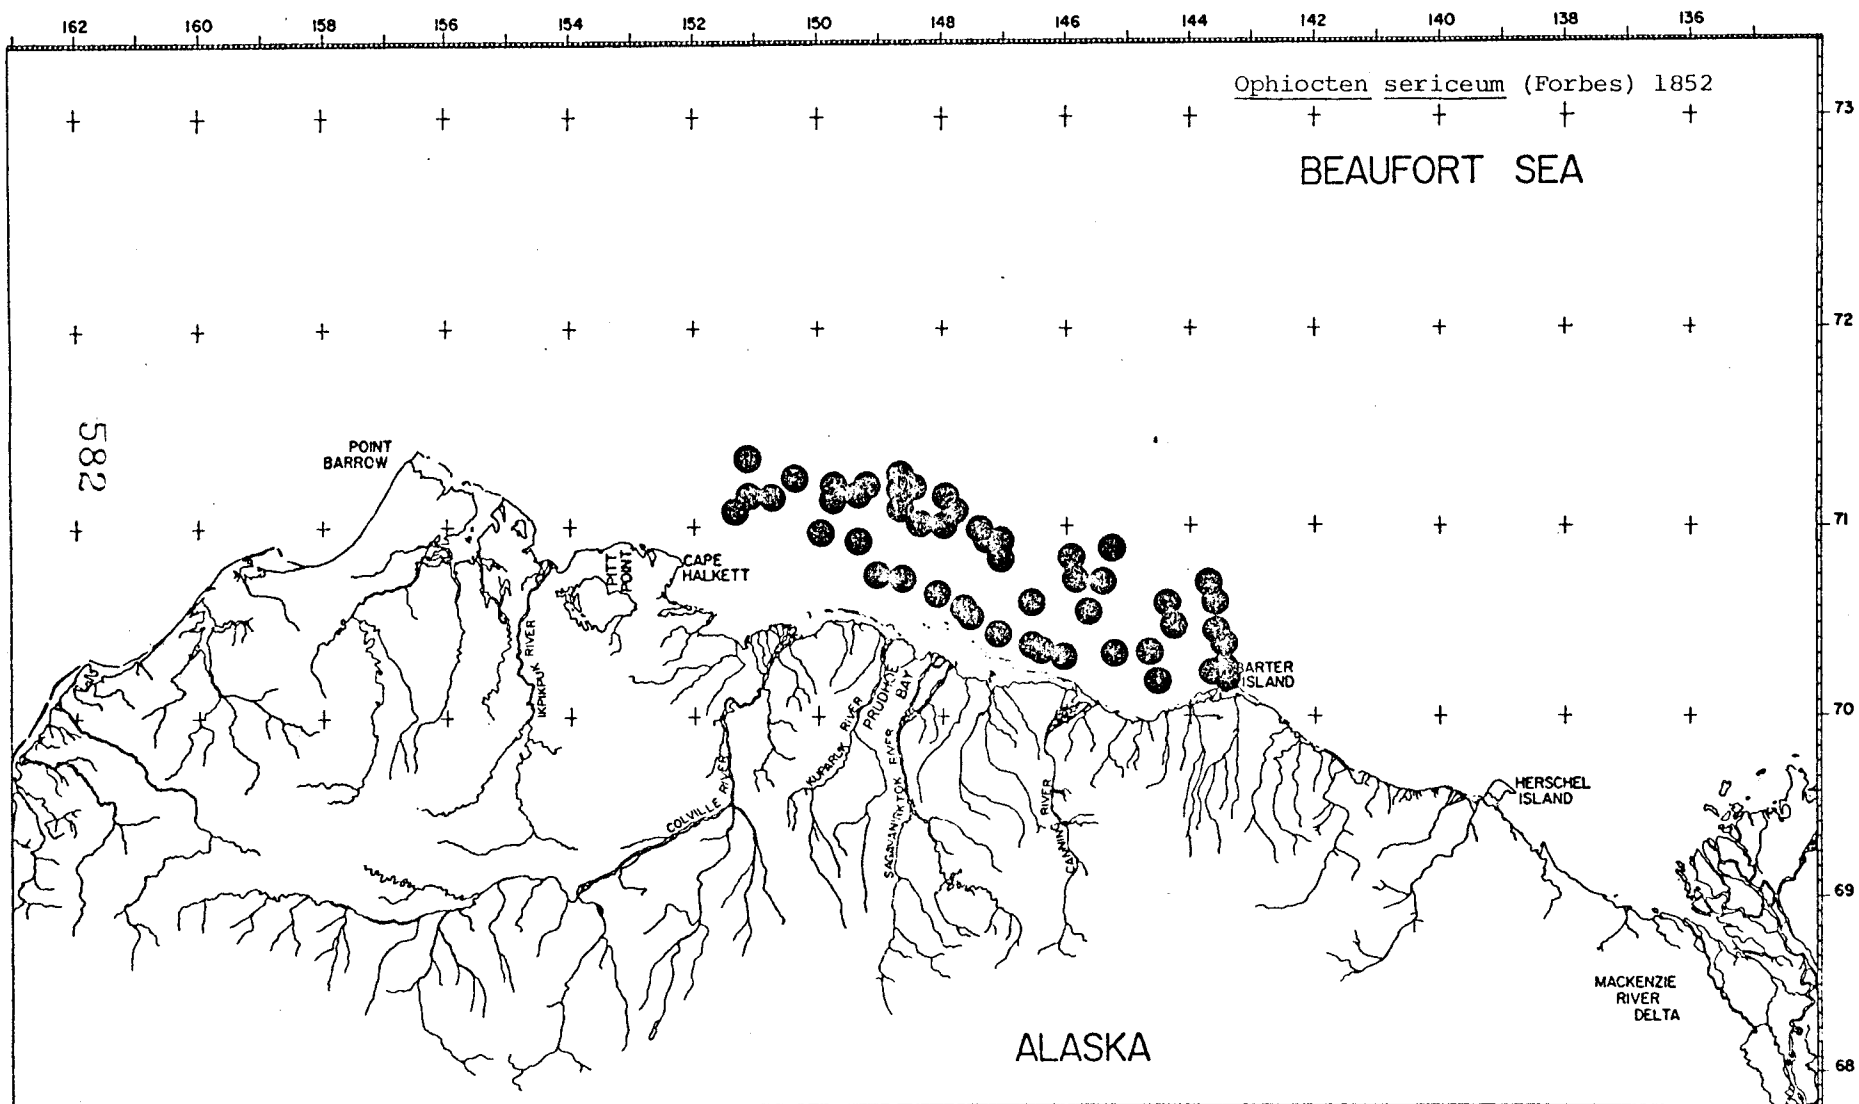 162 160 158 156 154 152 150 148 146 144 142 140 138 136
Ophiocten sericeum (Forbes) 1852
73
BEAUFORT SEA
72
582
POINT
BARROW
71
PITT
POINT
CAPE
HALKETT
IKPIKPUK RIVER
BARTER
ISLAND
PRUDHOE
BAY
70
KUPARUK RIVER
COLVILLE RIVER
SAGAVANIRKTOK RIVER
CANNING RIVER
HERSCHEL
ISLAND
69
MACKENZIE
RIVER
DELTA
ALASKA
68